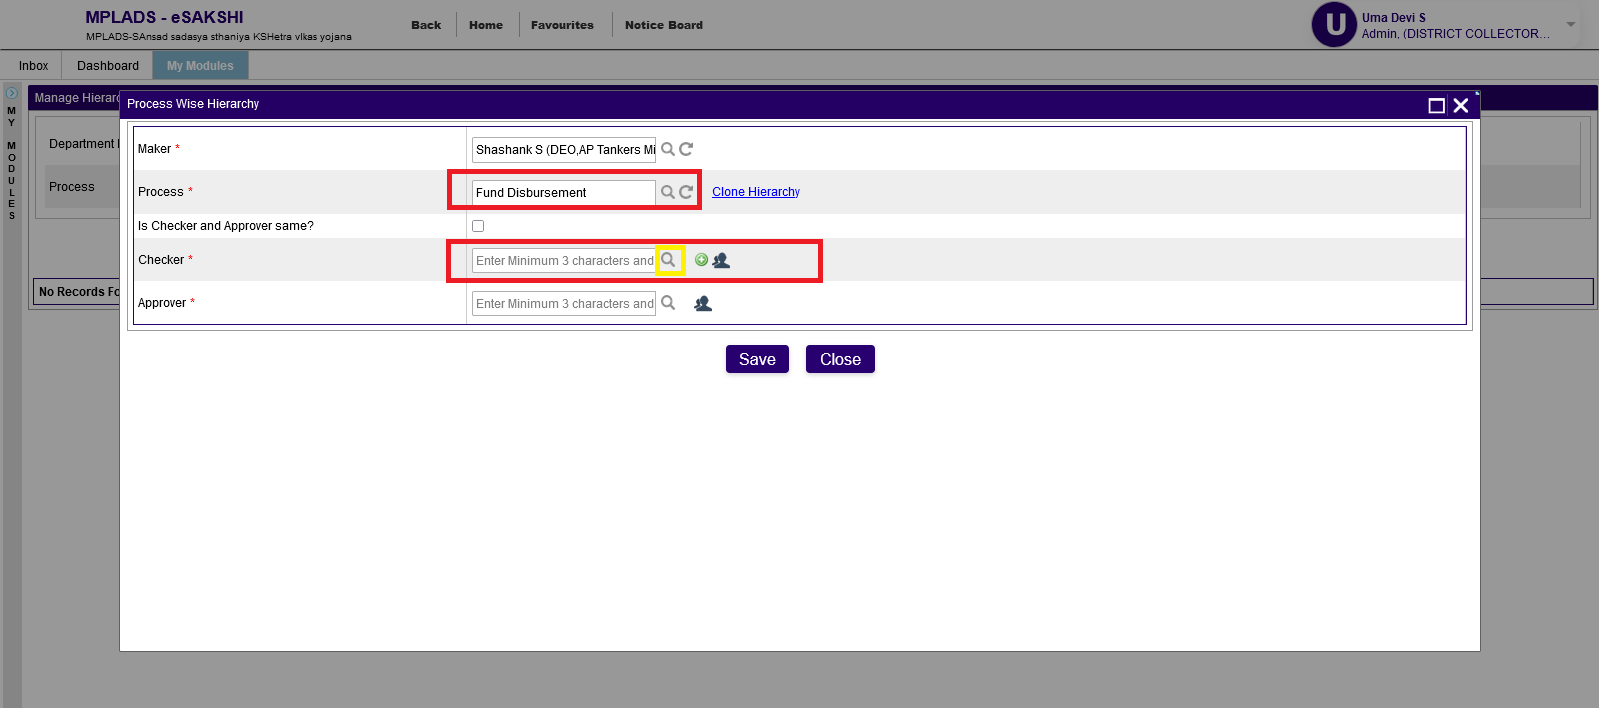 MPLADS - eSAKSHI
MPLADS-SAnsad sadasya sthaniya KSHetra vIkas yojana
Back
Home
Favourites
Notice Board
U
Uma Devi S
Admin, (DISTRICT COLLECTOR...
Inbox
Dashboard
My Modules
MY MODULES
Manage Hierarc
Process Wise Hierarchy
Department
Process
Maker *
Shashank S (DEO,AP Tankers Mi
Process *
Fund Disbursement
Clone Hierarchy
Is Checker and Approver same?
Checker *
Enter Minimum 3 characters and
Approver *
Enter Minimum 3 characters and
No Records Fo
Save
Close